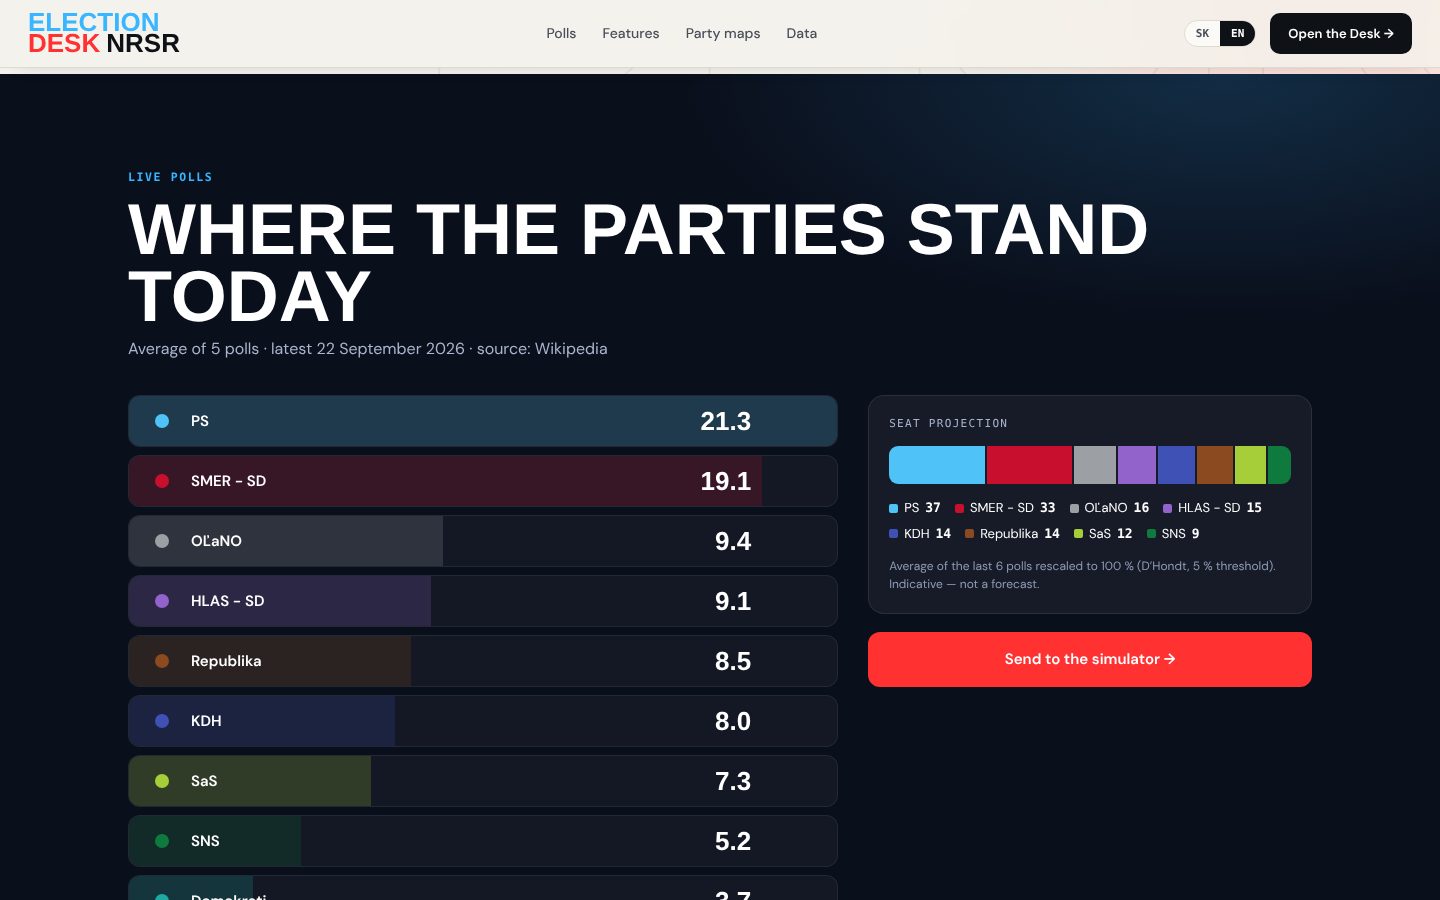 ELECTION
DESK NRSR
Polls Features Party maps Data
SK EN
Open the Desk →
LIVE POLLS
WHERE THE PARTIES STAND
TODAY
Average of 5 polls · latest 22 September 2026 · source: Wikipedia
PS 21.3
SMER – SD 19.1
OĽaNO 9.4
HLAS – SD 9.1
Republika 8.5
KDH 8.0
SaS 7.3
SNS 5.2
Demokrati 3.7
SEAT PROJECTION
PS 37 SMER – SD 33 OĽaNO 16 HLAS – SD 15
KDH 14 Republika 14 SaS 12 SNS 9
Average of the last 6 polls rescaled to 100 % (D'Hondt, 5 % threshold).
Indicative — not a forecast.
Send to the simulator →